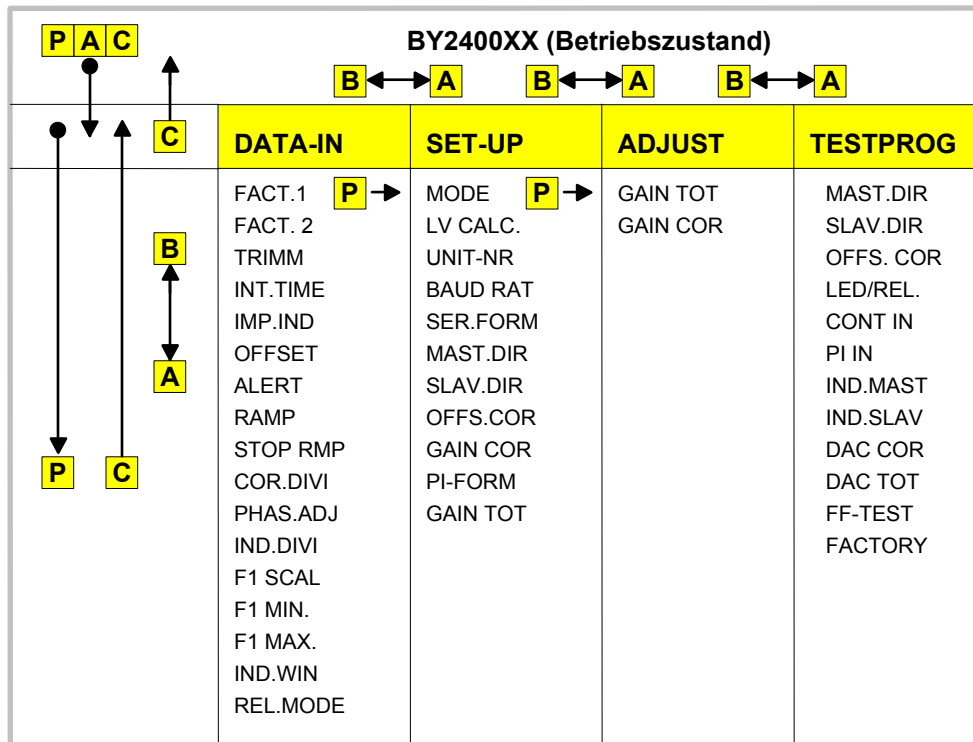 P A C BY2400XX (Betriebszustand)
B A B A B A
C DATA-IN SET-UP ADJUST TESTPROG
FACT.1 P MODE P GAIN TOT MAST.DIR
FACT. 2 LV CALC. GAIN COR SLAV.DIR
B TRIMM UNIT-NR OFFS. COR
INT.TIME BAUD RAT LED/REL.
IMP.IND SER.FORM CONT IN
OFFSET MAST.DIR PI IN
A ALERT SLAV.DIR IND.MAST
RAMP OFFS.COR IND.SLAV
P C STOP RMP GAIN COR DAC COR
COR.DIVI PI-FORM DAC TOT
PHAS.ADJ GAIN TOT FF-TEST
IND.DIVI FACTORY
F1 SCAL
F1 MIN.
F1 MAX.
IND.WIN
REL.MODE